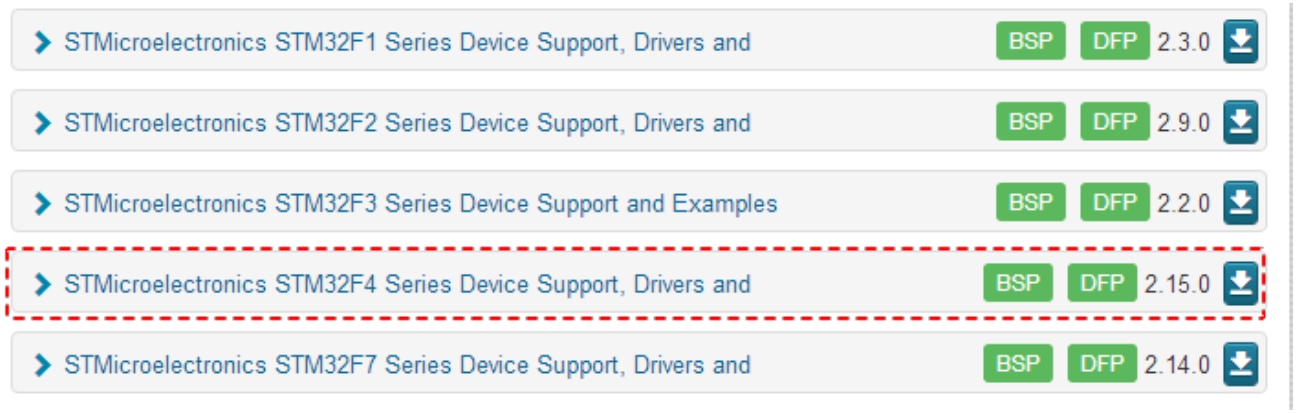 STMicroelectronics STM32F1 Series Device Support, Drivers and BSP DFP 2.3.0
STMicroelectronics STM32F2 Series Device Support, Drivers and BSP DFP 2.9.0
STMicroelectronics STM32F3 Series Device Support and Examples BSP DFP 2.2.0
STMicroelectronics STM32F4 Series Device Support, Drivers and BSP DFP 2.15.0
STMicroelectronics STM32F7 Series Device Support, Drivers and BSP DFP 2.14.0